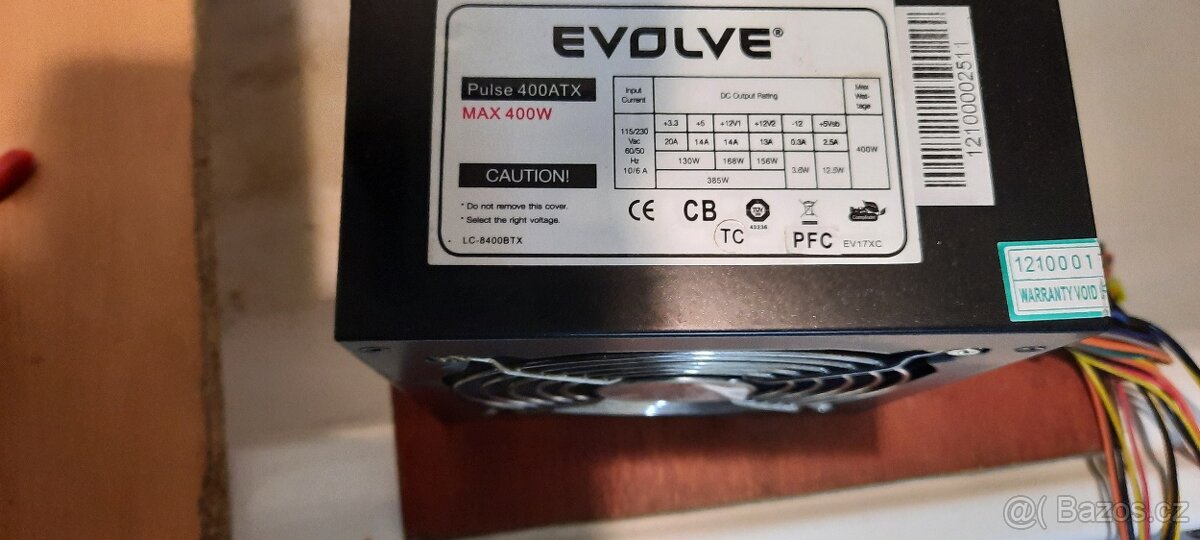 EVOLVE®
Pulse 400ATX
MAX 400W
CAUTION!
* Do not remove this cover.
* Select the right voltage.
LC-8400BTX
Input Current
DC Output Rating
Max Wat- tage
115/230 Vac 60/50 Hz 10/6 A
+3.3 +5 +12V1 +12V2 -12 +5Vsb
20A 14A 14A 13A 0.3A 2.5A
400W
130W 168W 156W 3.6W 12.5W
385W
CE CB
TC PFC EV17XC
12100002511
1210001
WARRANTY VOID
@( Bazos.cz